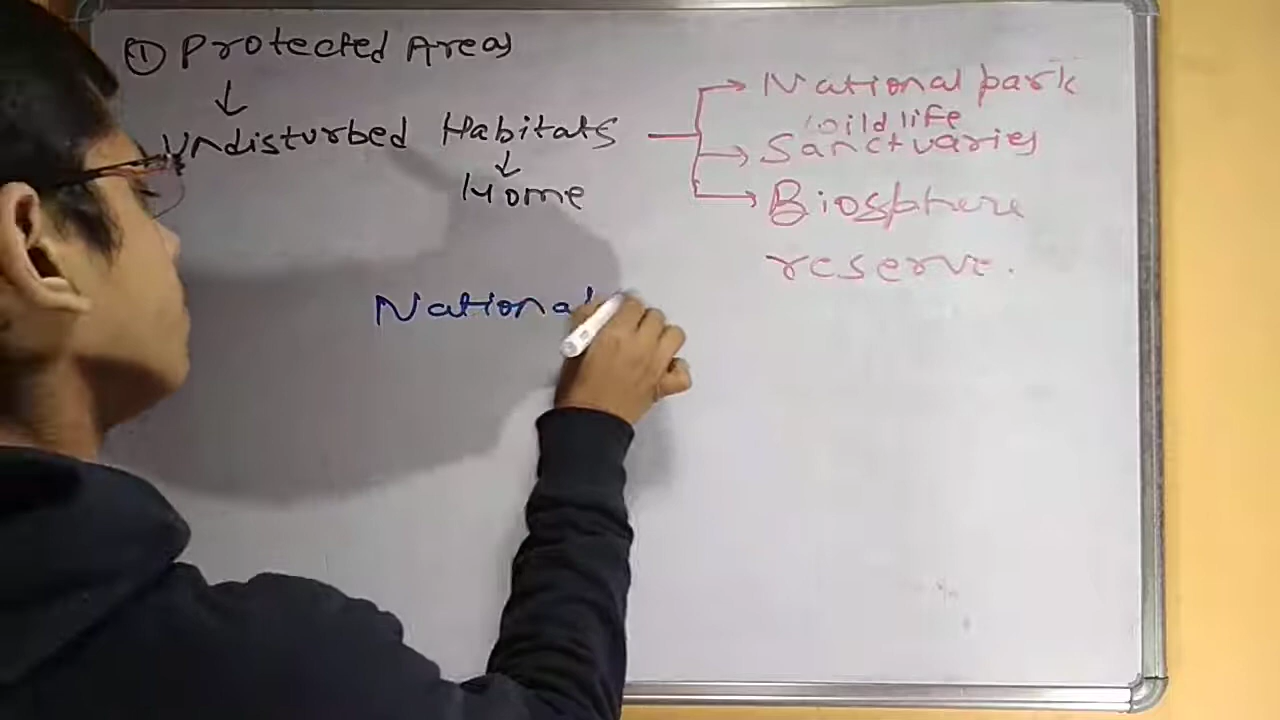 ① Protected Areas
↓
Undisturbed Habitats
↓
Home
→ National park
→ wild life
Sanctuaries
→ Biosphere
reserve.
National